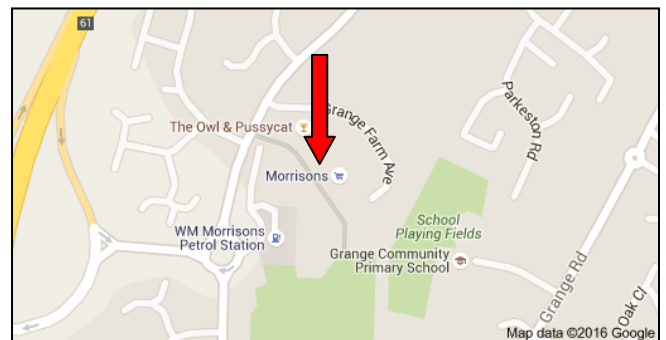 61
The Owl & Pussycat
Grange Farm Ave
Parkeston Rd
Morrisons
WM Morrisons
Petrol Station
School
Playing Fields
Grange Community
Primary School
Grange Rd
Oak Cl
Map data ©2016 Google